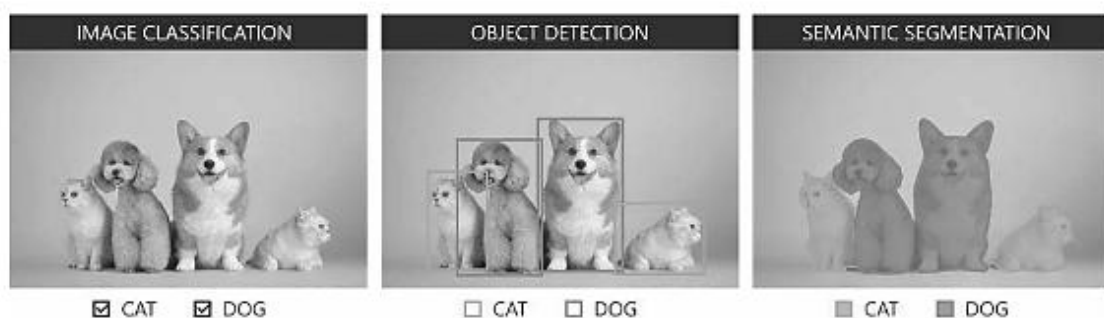 IMAGE CLASSIFICATION
OBJECT DETECTION
SEMANTIC SEGMENTATION
CAT DOG
CAT DOG
CAT DOG